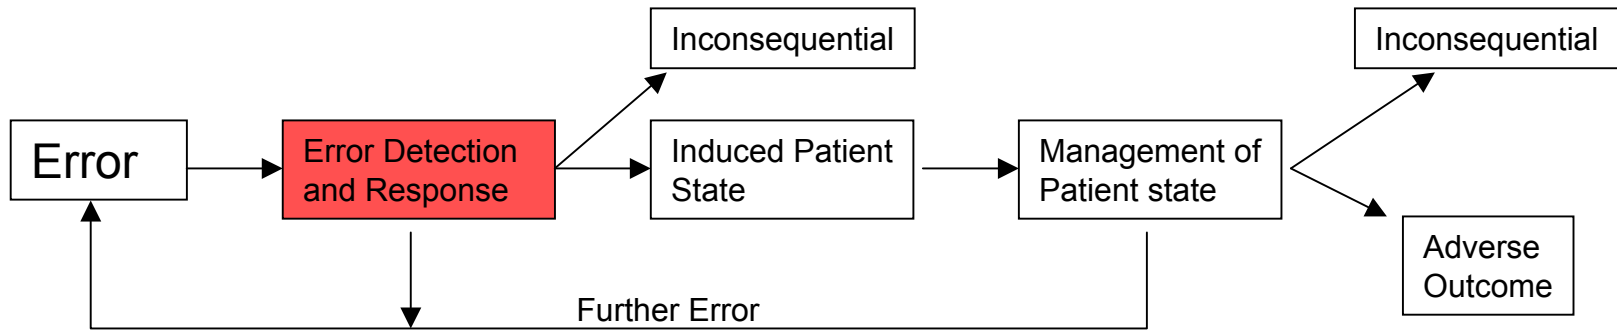 Inconsequential
Inconsequential
Error
Error Detection
and Response
Induced Patient
State
Management of
Patient state
Adverse
Outcome
Further Error